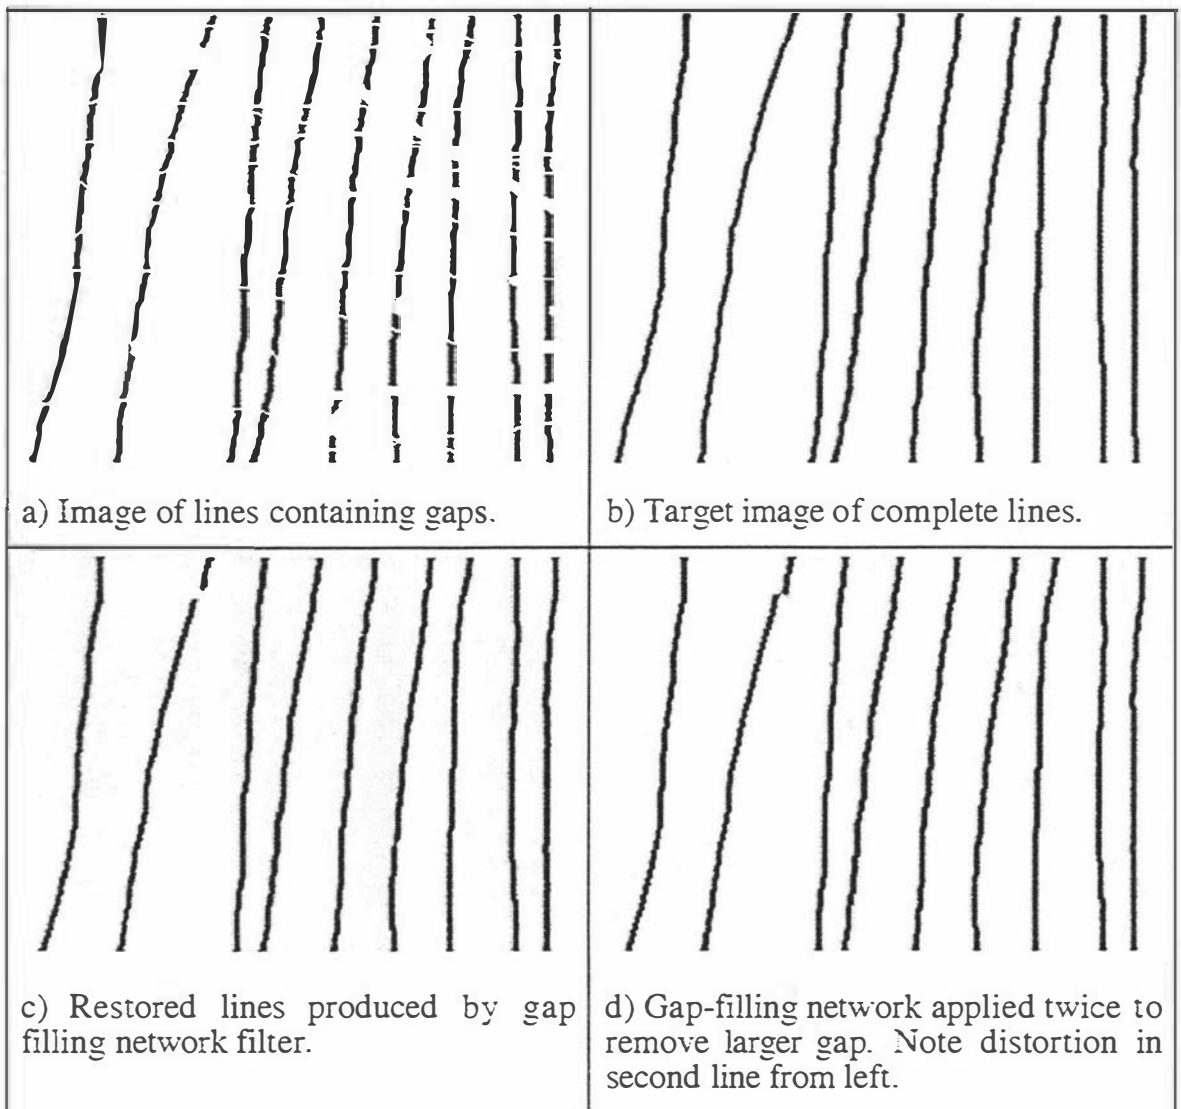 a) Image of lines containing gaps.
b) Target image of complete lines.
c) Restored lines produced by gap
filling network filter.
d) Gap-filling network applied twice to
remove larger gap. Note distortion in
second line from left.